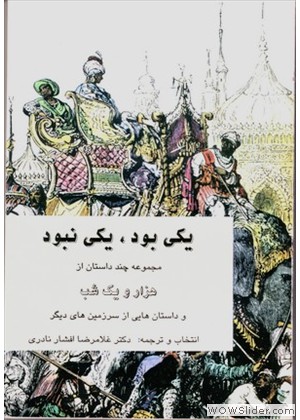 یکی بود ، یکی نبود
مجموعه چند داستان از
هزار و یک شب
و داستان هایی از سرزمین های دیگر
انتخاب و ترجمه: دکتر غلامرضا افشار نادری
WOWSlider.com